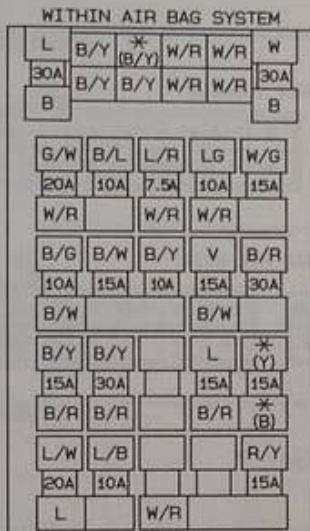 WITHIN AIR BAG SYSTEM
L B/Y * (B/Y) W/R W/R W
30A B/Y B/Y W/R W/R 30A
B B
G/W B/L L/R LG W/G
20A 10A 7.5A 10A 15A
W/R W/R W/R
B/G B/W B/Y V B/R
10A 15A 10A 15A 30A
B/W B/W
B/Y B/Y L * (Y)
15A 30A 15A 15A
B/R B/R B/R * (B)
L/W L/B R/Y
20A 10A 15A
L W/R